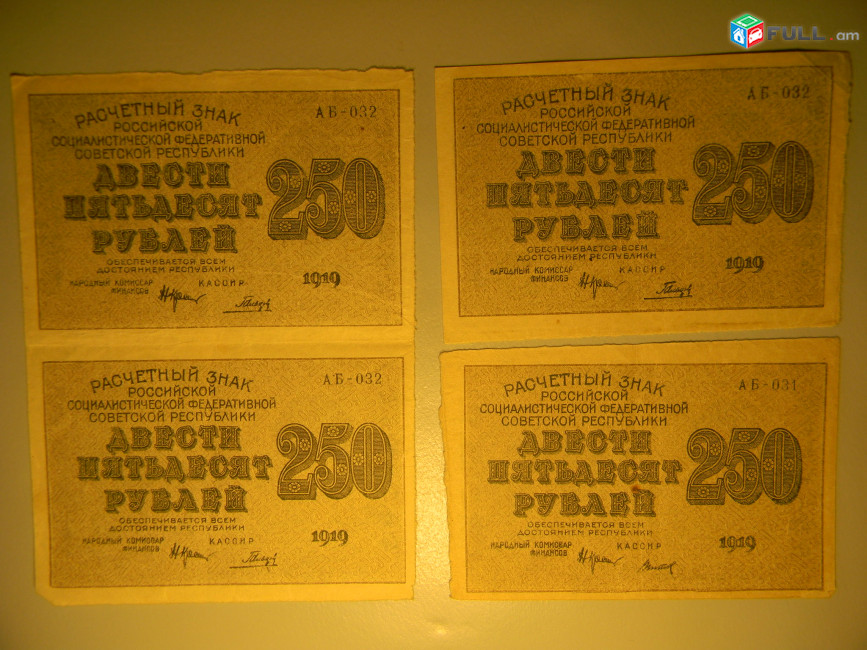 FULL.am
РАСЧЕТНЫЙ ЗНАК
АБ-032
РОССИЙСКОЙ
СОЦИАЛИСТИЧЕСКОЙ ФЕДЕРАТИВНОЙ
СОВЕТСКОЙ РЕСПУБЛИКИ
ДВЕСТИ
ПЯТЬДЕСЯТ
РУБЛЕЙ
250
ОБЕСПЕЧИВАЕТСЯ ВСЕМ
ДОСТОЯНИЕМ РЕСПУБЛИКИ
НАРОДНЫЙ КОМИССАР
ФИНАНСОВ
КАССИР
1919
РАСЧЕТНЫЙ ЗНАК
АБ-032
РОССИЙСКОЙ
СОЦИАЛИСТИЧЕСКОЙ ФЕДЕРАТИВНОЙ
СОВЕТСКОЙ РЕСПУБЛИКИ
ДВЕСТИ
ПЯТЬДЕСЯТ
РУБЛЕЙ
250
ОБЕСПЕЧИВАЕТСЯ ВСЕМ
ДОСТОЯНИЕМ РЕСПУБЛИКИ
НАРОДНЫЙ КОМИССАР
ФИНАНСОВ
КАССИР
1919
РАСЧЕТНЫЙ ЗНАК
АБ-032
РОССИЙСКОЙ
СОЦИАЛИСТИЧЕСКОЙ ФЕДЕРАТИВНОЙ
СОВЕТСКОЙ РЕСПУБЛИКИ
ДВЕСТИ
ПЯТЬДЕСЯТ
РУБЛЕЙ
250
ОБЕСПЕЧИВАЕТСЯ ВСЕМ
ДОСТОЯНИЕМ РЕСПУБЛИКИ
НАРОДНЫЙ КОМИССАР
ФИНАНСОВ
КАССИР
1919
РАСЧЕТНЫЙ ЗНАК
АБ-031
РОССИЙСКОЙ
СОЦИАЛИСТИЧЕСКОЙ ФЕДЕРАТИВНОЙ
СОВЕТСКОЙ РЕСПУБЛИКИ
ДВЕСТИ
ПЯТЬДЕСЯТ
РУБЛЕЙ
250
ОБЕСПЕЧИВАЕТСЯ ВСЕМ
ДОСТОЯНИЕМ РЕСПУБЛИКИ
НАРОДНЫЙ КОМИССАР
ФИНАНСОВ
КАССИР
1919